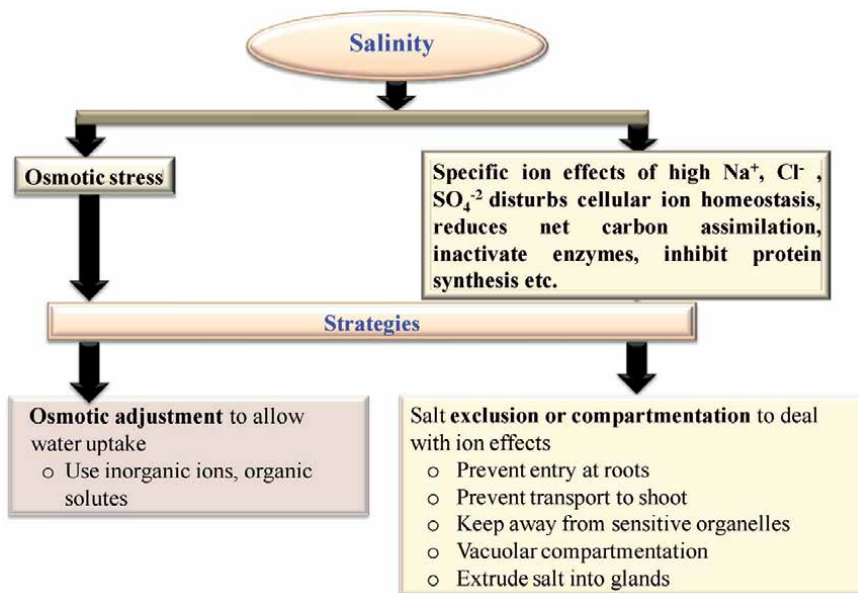 Salinity
Osmotic stress
Specific ion effects of high Na⁺, Cl⁻ ,
SO₄⁻² disturbs cellular ion homeostasis,
reduces net carbon assimilation,
inactivate enzymes, inhibit protein
synthesis etc.
Strategies
Osmotic adjustment to allow
water uptake
o Use inorganic ions, organic
solutes
Salt exclusion or compartmentation to deal
with ion effects
o Prevent entry at roots
o Prevent transport to shoot
o Keep away from sensitive organelles
o Vacuolar compartmentation
o Extrude salt into glands